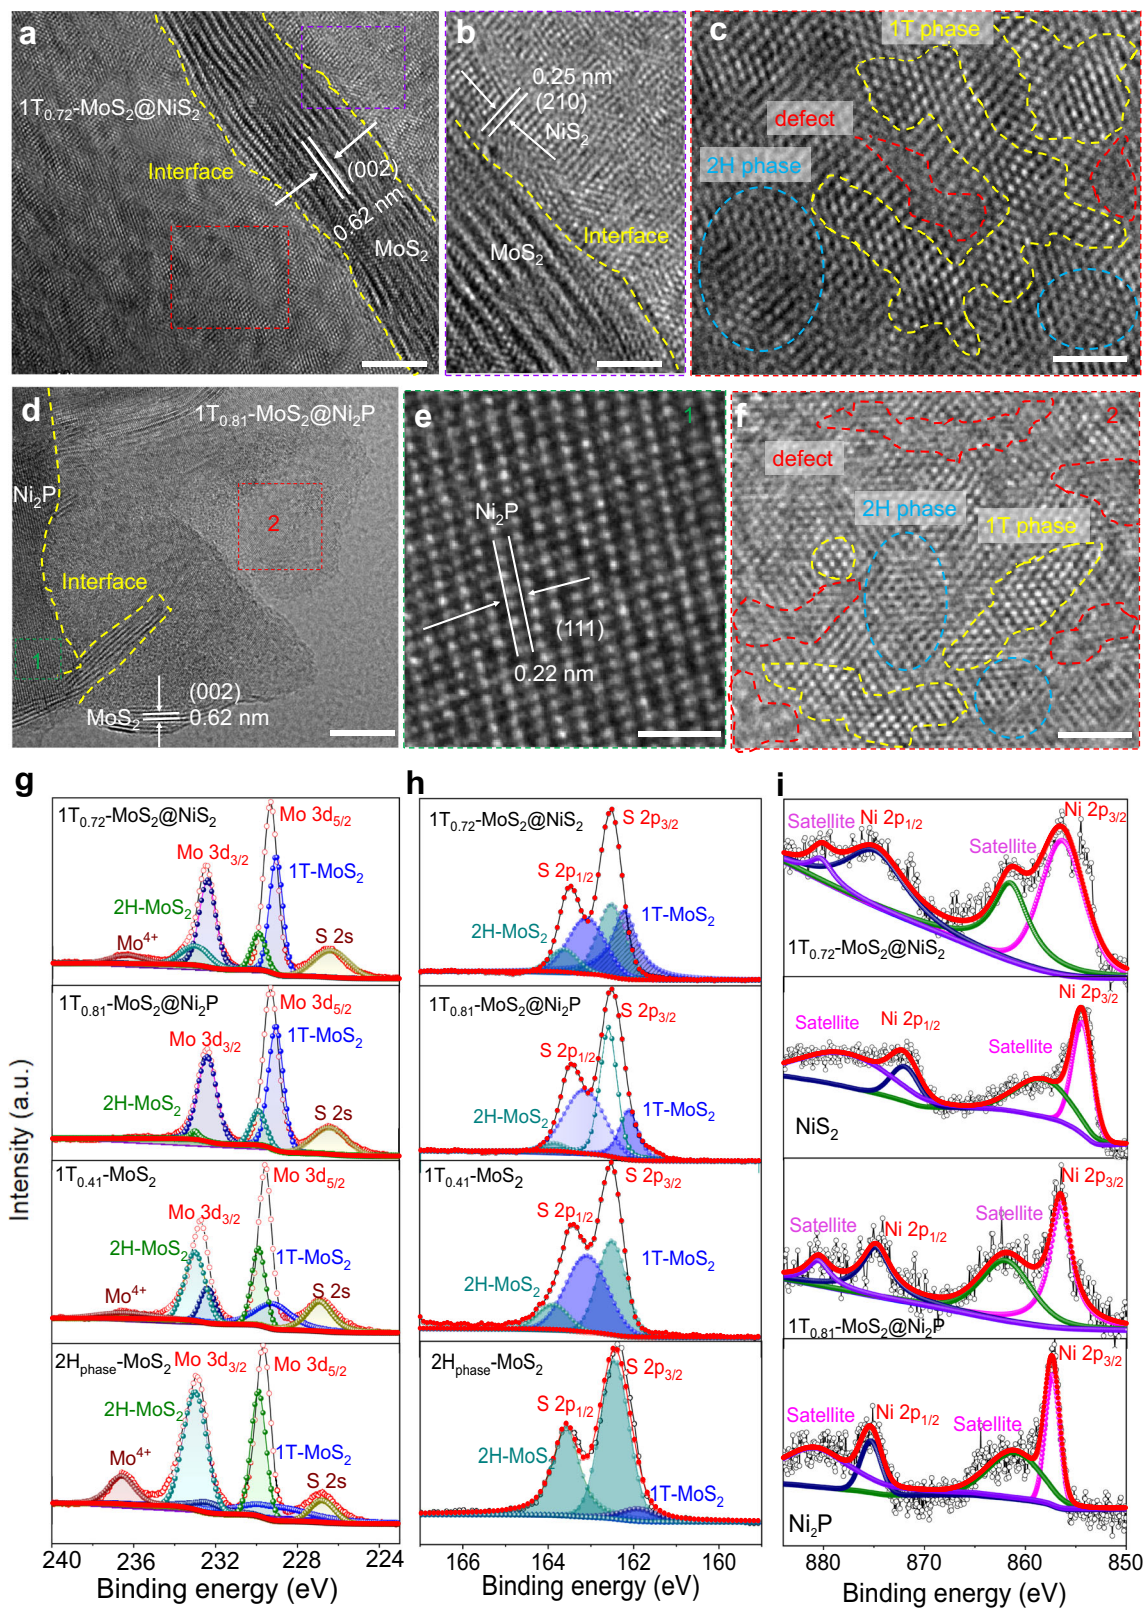 a
1T0.72-MoS2@NiS2
Interface
(002)
0.62 nm
MoS2
b
0.25 nm
(210)
NiS2
Interface
MoS2
c
1T phase
defect
2H phase
d
1T0.81-MoS2@Ni2P
Ni2P
2
Interface
1
(002)
MoS2
0.62 nm
e
1
Ni2P
(111)
0.22 nm
f
2
defect
2H phase
1T phase
g
1T0.72-MoS2@NiS2
Mo 3d5/2
Mo 3d3/2
1T-MoS2
2H-MoS2
Mo4+
S 2s
1T0.81-MoS2@Ni2P
Mo 3d5/2
Mo 3d3/2
1T-MoS2
2H-MoS2
S 2s
1T0.41-MoS2
Mo 3d5/2
Mo 3d3/2
2H-MoS2
1T-MoS2
Mo4+
S 2s
2Hphase-MoS2
Mo 3d3/2
Mo 3d5/2
2H-MoS2
1T-MoS2
Mo4+
S 2s
240 236 232 228 224
Binding energy (eV)
Intensity (a.u.)
h
1T0.72-MoS2@NiS2
S 2p3/2
S 2p1/2
1T-MoS2
2H-MoS2
1T0.81-MoS2@Ni2P
S 2p3/2
S 2p1/2
1T-MoS2
2H-MoS2
1T0.41-MoS2
S 2p3/2
S 2p1/2
1T-MoS2
2H-MoS2
2Hphase-MoS2
S 2p3/2
S 2p1/2
2H-MoS
1T-MoS2
166 164 162 160
Binding energy (eV)
i
Satellite
Ni 2p1/2
Ni 2p3/2
Satellite
1T0.72-MoS2@NiS2
Ni 2p3/2
Satellite
Ni 2p1/2
Satellite
NiS2
Ni 2p3/2
Satellite
Satellite
Ni 2p1/2
1T0.81-MoS2@Ni2P
Ni 2p3/2
Satellite
Ni 2p1/2
Satellite
Ni2P
880 870 860 850
Binding energy (eV)